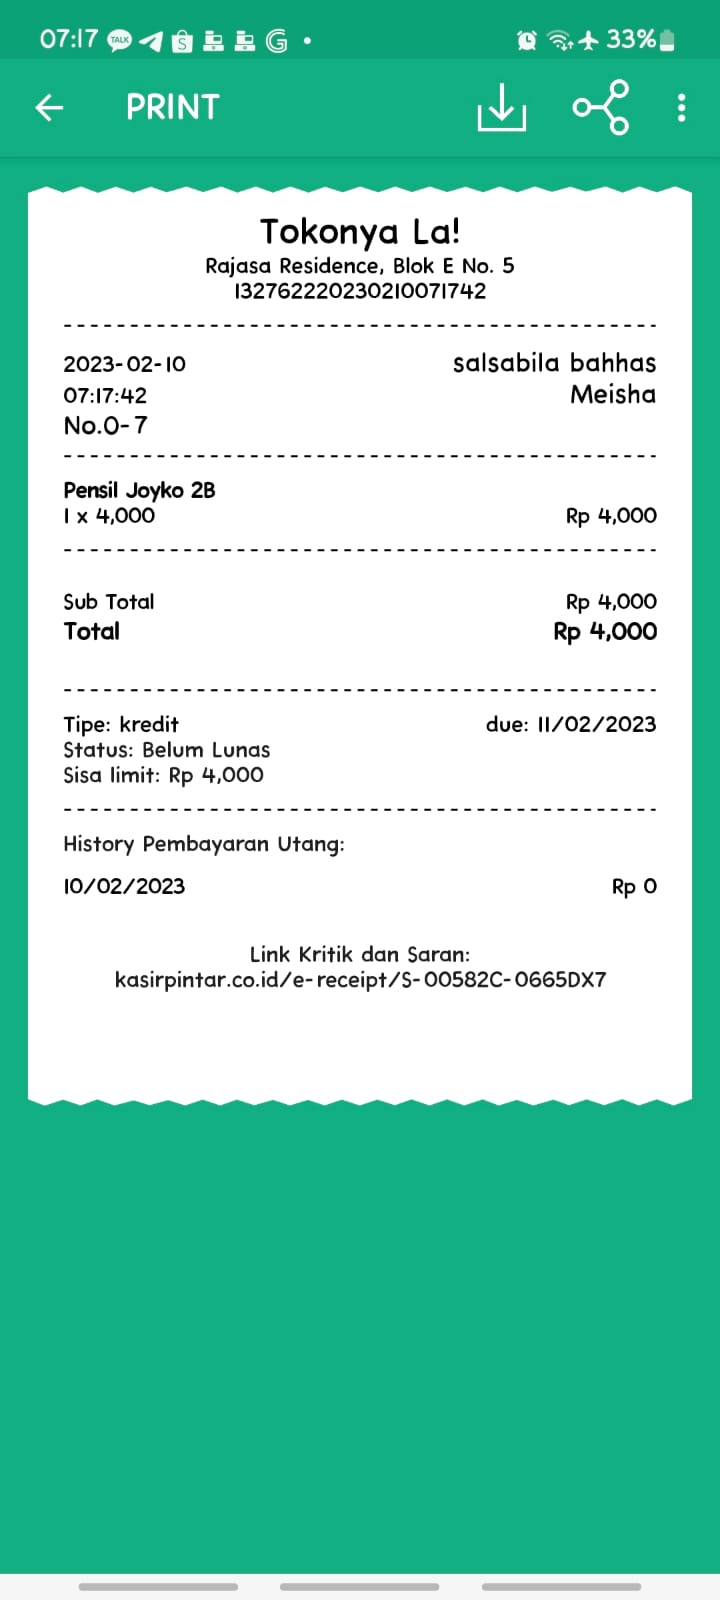 07:17 TALK S G 33%
PRINT
Tokonya La!
Rajasa Residence, Blok E No. 5
132762220230210071742
2023-02-10 salsabila bahhas
07:17:42 Meisha
No.0-7
Pensil Joyko 2B
1 x 4,000 Rp 4,000
Sub Total Rp 4,000
Total Rp 4,000
Tipe: kredit due: 11/02/2023
Status: Belum Lunas
Sisa limit: Rp 4,000
History Pembayaran Utang:
10/02/2023 Rp 0
Link Kritik dan Saran:
kasirpintar.co.id/e-receipt/S-00582C-0665DX7